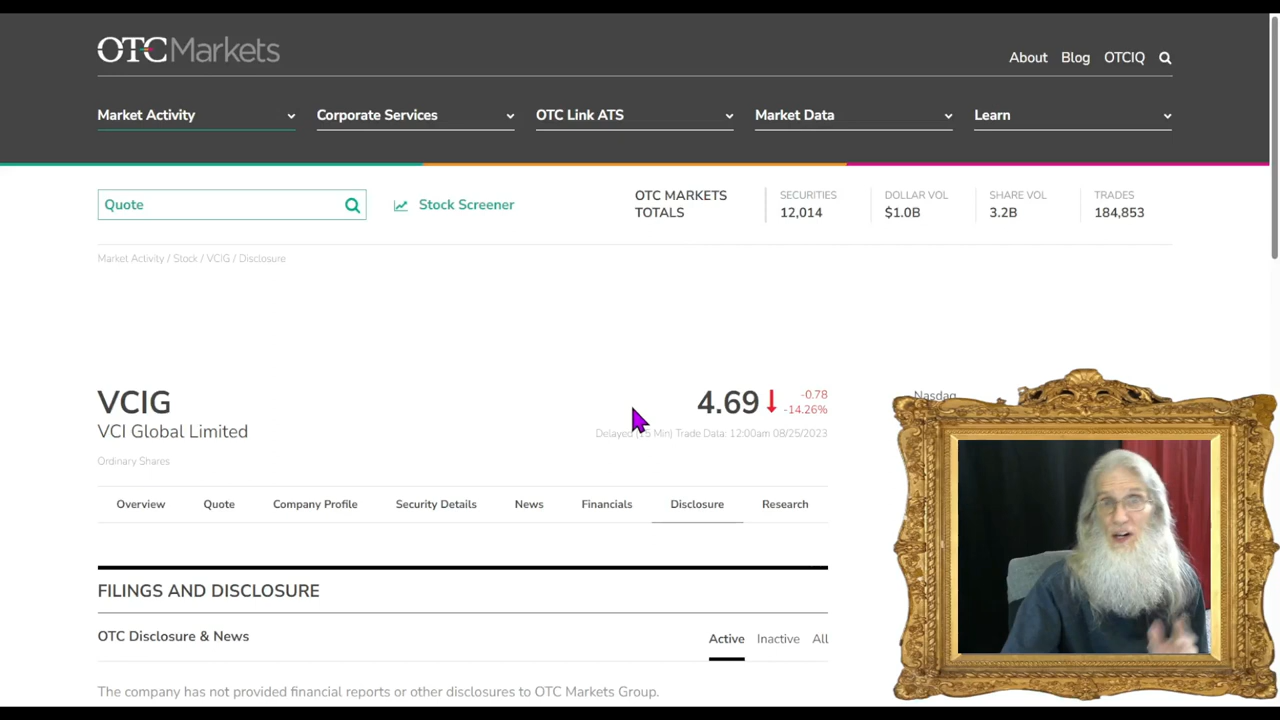 OTCMarkets
About Blog OTCIQ
Market Activity Corporate Services OTC Link ATS Market Data Learn
Quote
Stock Screener
OTC MARKETS
TOTALS
SECURITIES
12,014
DOLLAR VOL
$1.0B
SHARE VOL
3.2B
TRADES
184,853
Market Activity / Stock / VCIG / Disclosure
VCIG
VCI Global Limited
Ordinary Shares
4.69
-0.78
-14.26%
Delayed (15 Min) Trade Data: 12:00am 08/25/2023
Nasdaq
Overview Quote Company Profile Security Details News Financials Disclosure Research
FILINGS AND DISCLOSURE
OTC Disclosure & News
Active Inactive All
The company has not provided financial reports or other disclosures to OTC Markets Group.